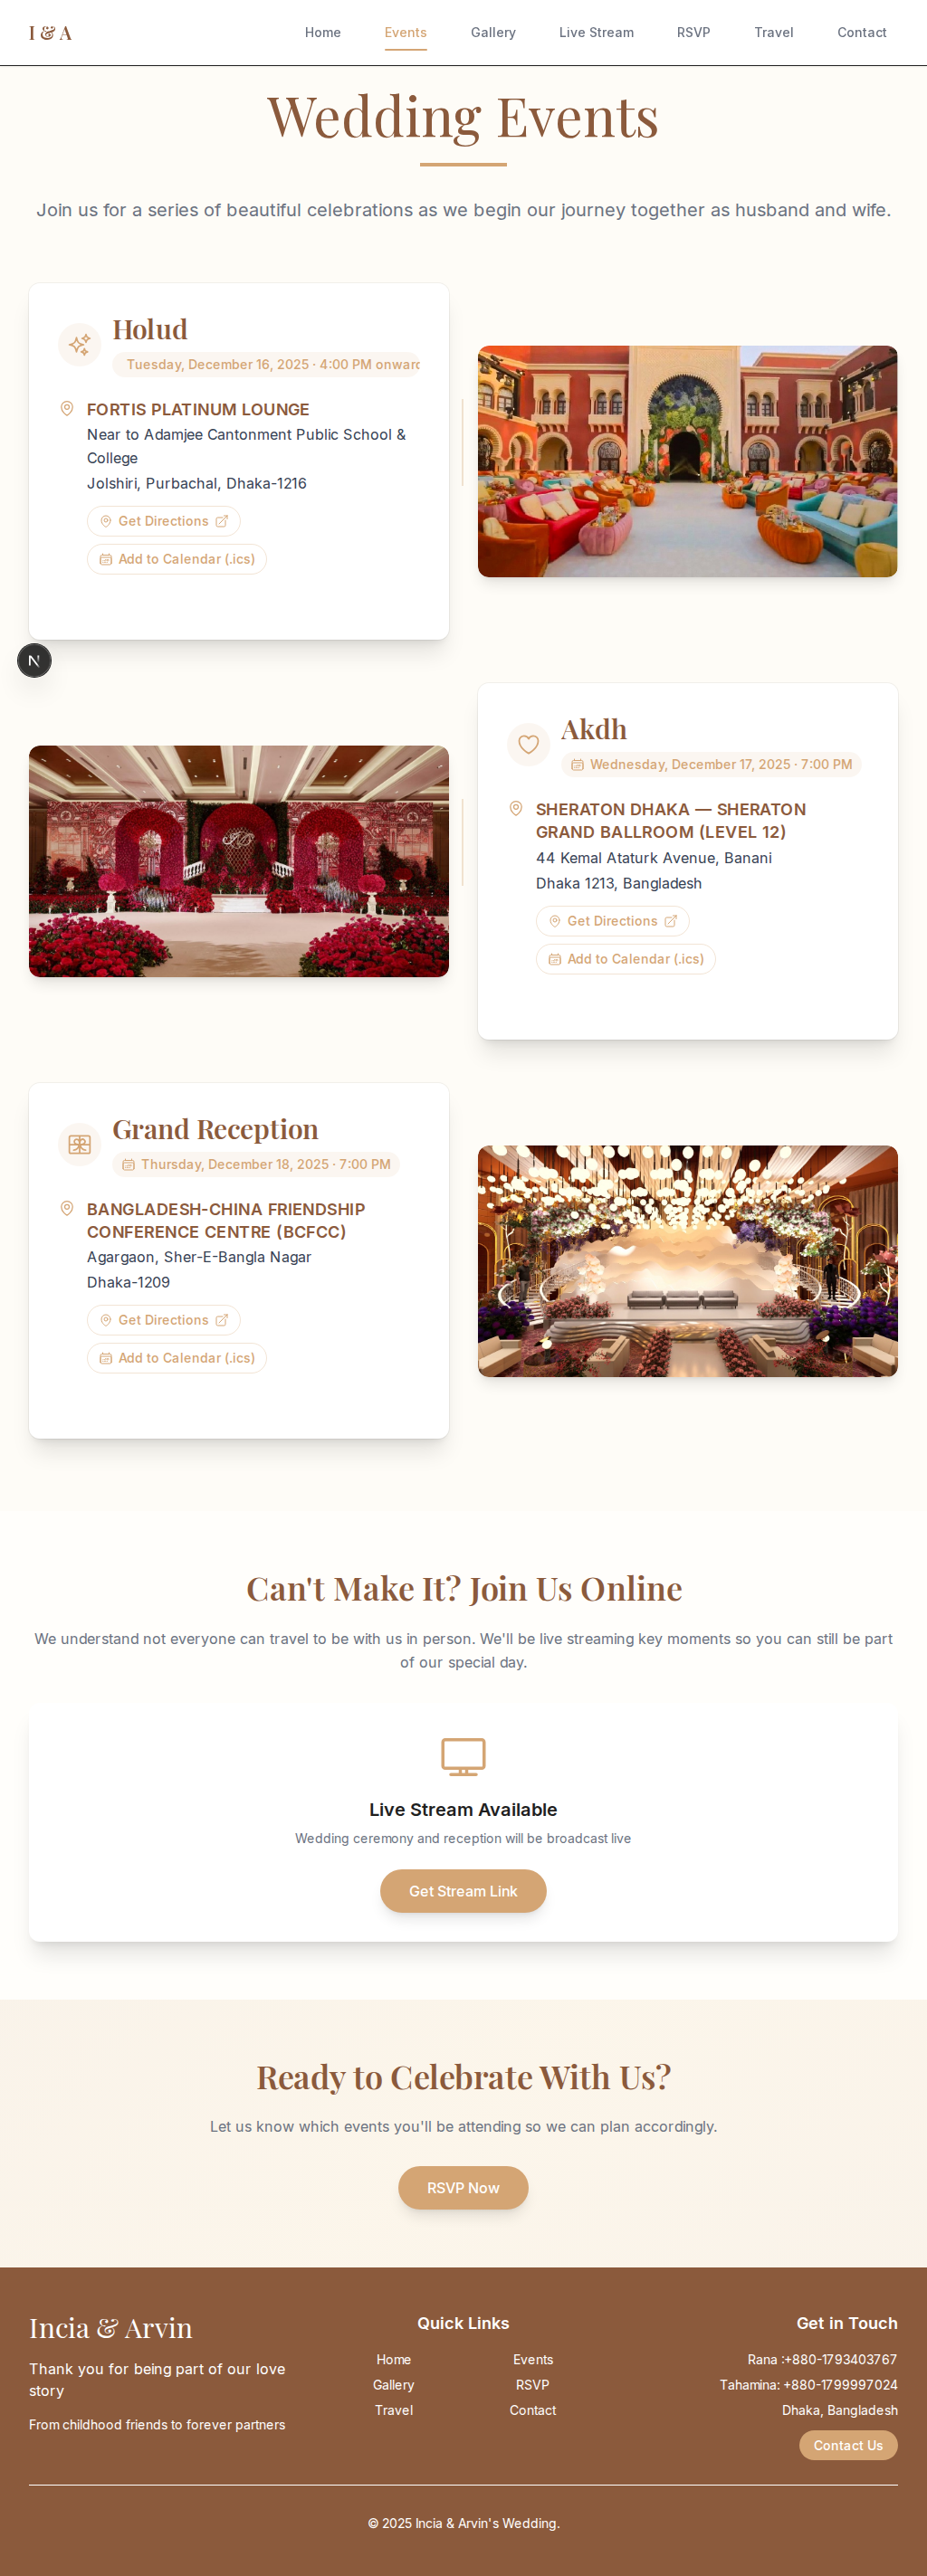 I & A
Home
Events
Gallery
Live Stream
RSVP
Travel
Contact
Wedding Events
Join us for a series of beautiful celebrations as we begin our journey together as husband and wife.
Holud
Tuesday, December 16, 2025 · 4:00 PM onward
FORTIS PLATINUM LOUNGE
Near to Adamjee Cantonment Public School &
College
Jolshiri, Purbachal, Dhaka-1216
Get Directions
Add to Calendar (.ics)
N
Akdh
Wednesday, December 17, 2025 · 7:00 PM
SHERATON DHAKA — SHERATON
GRAND BALLROOM (LEVEL 12)
44 Kemal Ataturk Avenue, Banani
Dhaka 1213, Bangladesh
Get Directions
Add to Calendar (.ics)
Grand Reception
Thursday, December 18, 2025 · 7:00 PM
BANGLADESH-CHINA FRIENDSHIP
CONFERENCE CENTRE (BCFCC)
Agargaon, Sher-E-Bangla Nagar
Dhaka-1209
Get Directions
Add to Calendar (.ics)
Can't Make It? Join Us Online
We understand not everyone can travel to be with us in person. We'll be live streaming key moments so you can still be part
of our special day.
Live Stream Available
Wedding ceremony and reception will be broadcast live
Get Stream Link
Ready to Celebrate With Us?
Let us know which events you'll be attending so we can plan accordingly.
RSVP Now
Incia & Arvin
Thank you for being part of our love
story
From childhood friends to forever partners
Quick Links
Home
Events
Gallery
RSVP
Travel
Contact
Get in Touch
Rana :+880-1793403767
Tahamina: +880-1799997024
Dhaka, Bangladesh
Contact Us
© 2025 Incia & Arvin's Wedding.